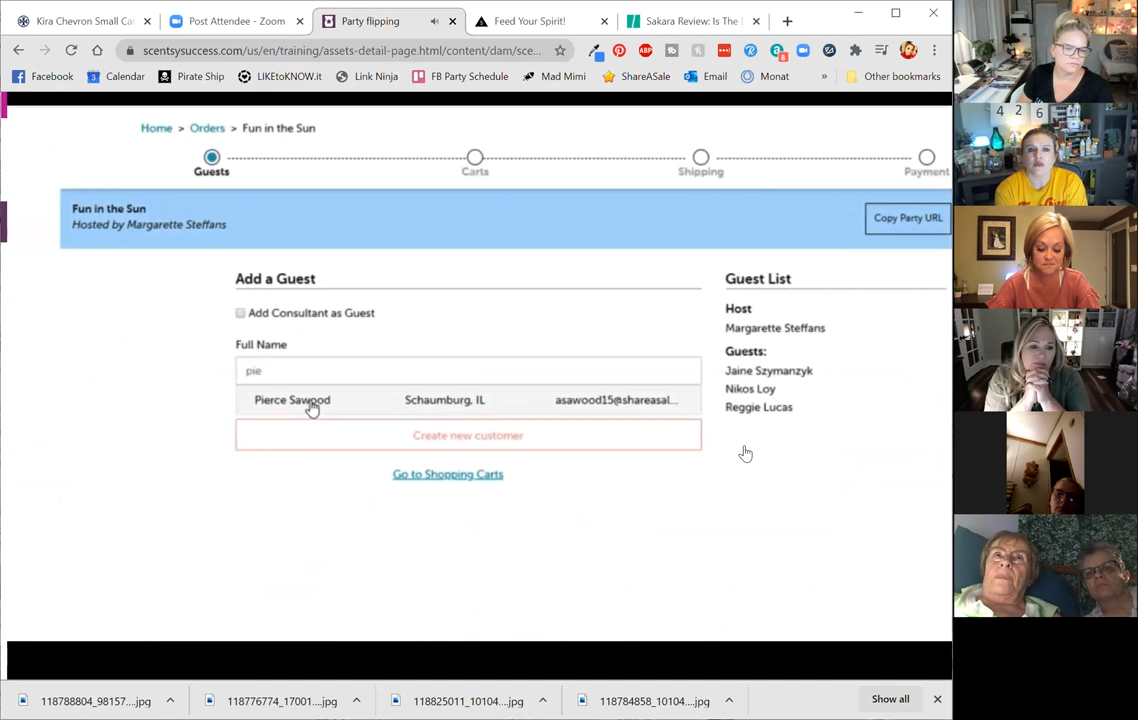 Kira Chevron Small Ca
Post Attendee - Zoom
Party flipping
Feed Your Spirit!
Sakara Review: Is The
scentsysuccess.com/us/en/training/assets-detail-page.html/content/dam/sce...
Facebook
Calendar
Pirate Ship
LIKEtoKNOW.it
Link Ninja
FB Party Schedule
Mad Mimi
ShareASale
Email
Monat
Other bookmarks
Home > Orders > Fun in the Sun
Guests
Carts
Shipping
Payment
Fun in the Sun
Hosted by Margarette Steffans
Copy Party URL
Add a Guest
Add Consultant as Guest
Full Name
pie
Pierce Sawood
Schaumburg, IL
asawood15@shareasal...
Create new customer
Go to Shopping Carts
Guest List
Host
Margarette Steffans
Guests:
Jaine Szymanzyk
Nikos Loy
Reggie Lucas
4 2 6
118788804_98157....jpg
118776774_17001....jpg
118825011_10104....jpg
118784858_10104....jpg
Show all